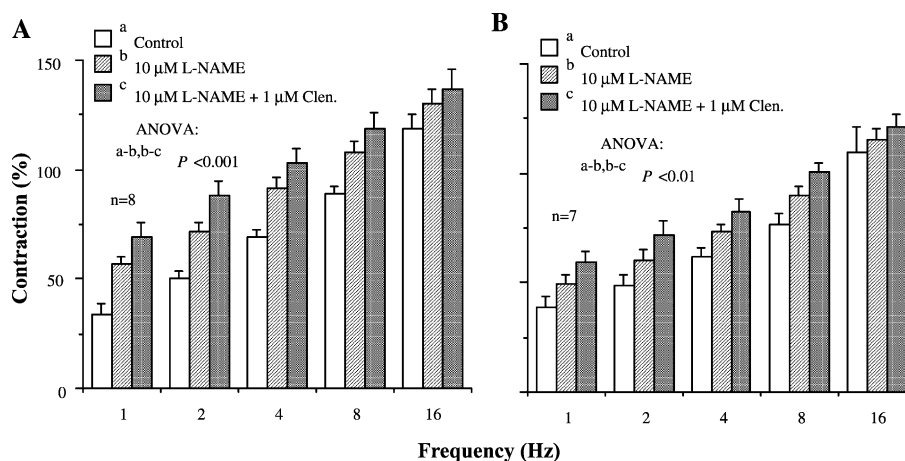 A
a Control
b 10 µM L-NAME
c 10 µM L-NAME + 1 µM Clen.
ANOVA:
a-b,b-c
P <0.001
n=8
150
100
50
0
Contraction (%)
1 2 4 8 16
B
a Control
b 10 µM L-NAME
c 10 µM L-NAME + 1 µM Clen.
ANOVA:
a-b,b-c
P <0.01
n=7
1 2 4 8 16
Frequency (Hz)